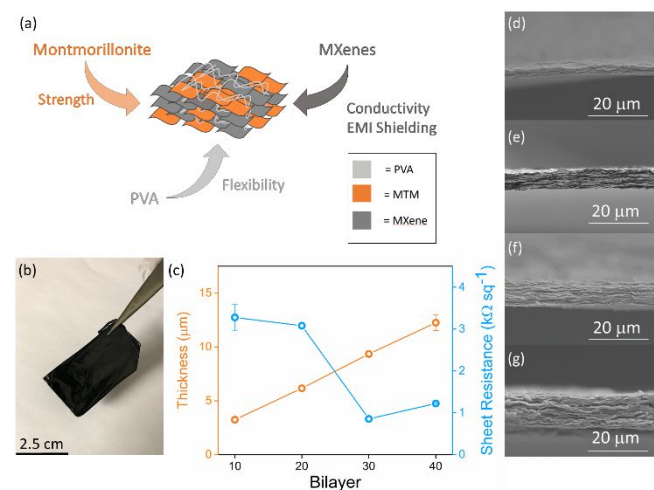 (a)
Montmorillonite
MXenes
Strength
Conductivity
EMI Shielding
PVA
Flexibility
= PVA
= MTM
= MXene
(b)
2.5 cm
(c)
Thickness (μm)
15
10
5
0
10
20
30
40
Bilayer
4
3
2
1
0
Sheet Resistance (kΩ sq⁻¹)
(d)
20 μm
(e)
20 μm
(f)
20 μm
(g)
20 μm